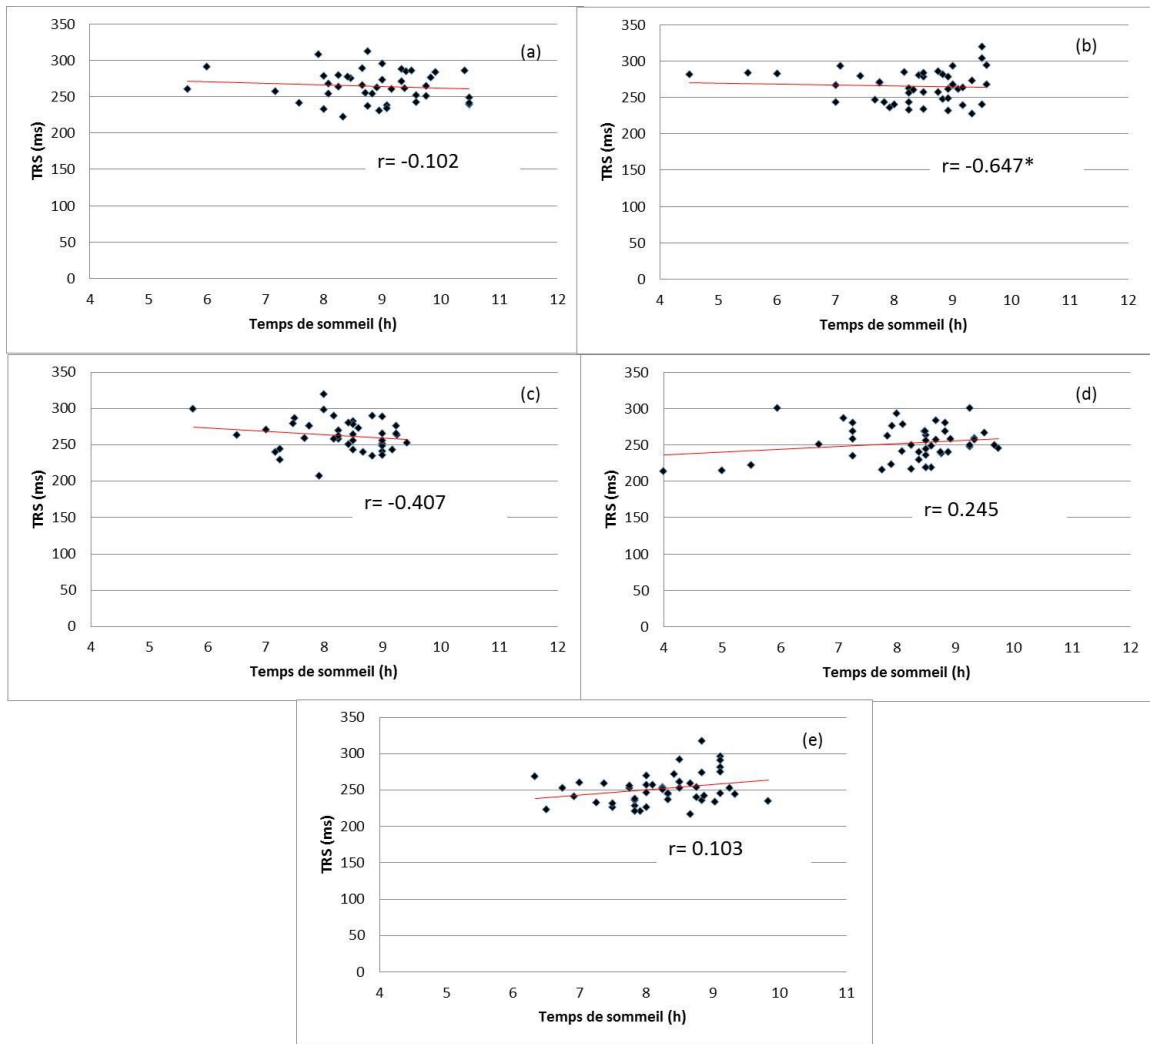 350
300
250
200
150
100
50
0
TRS (ms)
(a)
r= -0.102
4 5 6 7 8 9 10 11 12
Temps de sommeil (h)
350
300
250
200
150
100
50
0
TRS (ms)
(b)
r= -0.647*
4 5 6 7 8 9 10 11 12
Temps de sommeil (h)
350
300
250
200
150
100
50
0
TRS (ms)
(c)
r= -0.407
4 5 6 7 8 9 10 11 12
Temps de sommeil (h)
350
300
250
200
150
100
50
0
TRS (ms)
(d)
r= 0.245
4 5 6 7 8 9 10 11 12
Temps de sommeil (h)
350
300
250
200
150
100
50
0
TRS (ms)
(e)
r= 0.103
4 5 6 7 8 9 10 11
Temps de sommeil (h)